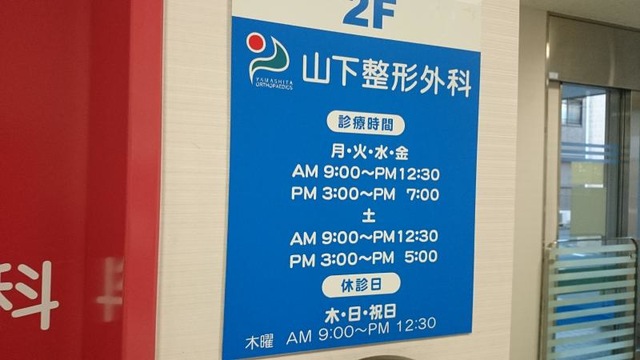 2F
山下整形外科
YAMASHITA
ORTHOPAEDICS
診療時間
月・火・水・金
AM 9:00～PM12:30
PM 3:00～PM 7:00
土
AM 9:00～PM12:30
PM 3:00～PM 5:00
休診日
木・日・祝日
木曜 AM 9:00～PM 12:30
科